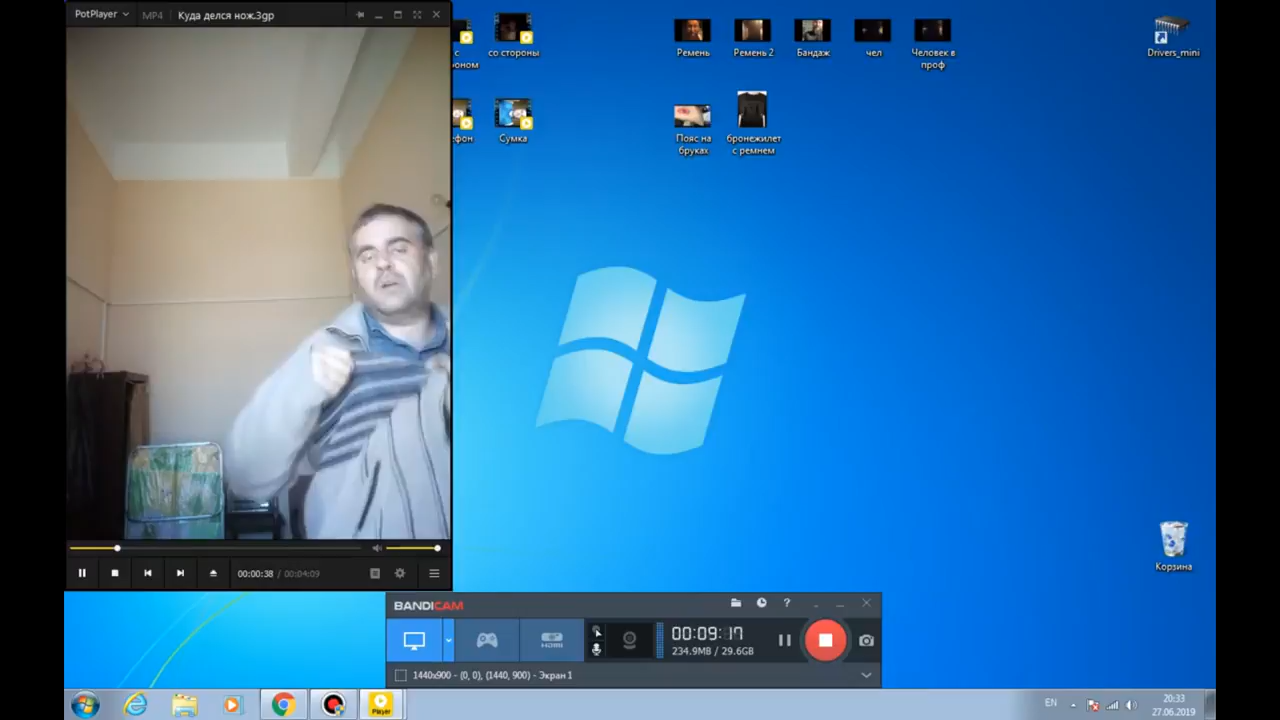 PotPlayer
MP4
Куда делся нож.3gp
с
со стороны
Ремень
Ремень 2
Бандаж
чел
Человек в
проф
Drivers_mini
Сумка
Пояс на
бруках
бронежилет
с ремнем
Корзина
00:00:38 / 00:04:09
BANDICAM
?
HDMI
00:09:17
234.9MB / 29.6GB
1440x900 - (0, 0), (1440, 900) - Экран 1
Player
EN
20:33
27.06.2019